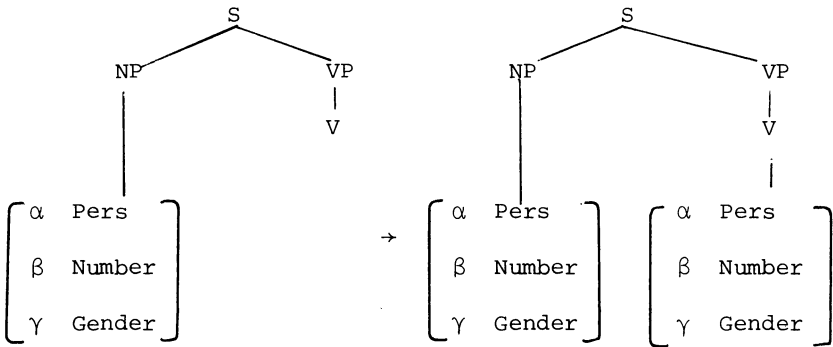 S S
NP VP NP VP
V V
α Pers α Pers α Pers
→
β Number β Number β Number
γ Gender γ Gender γ Gender